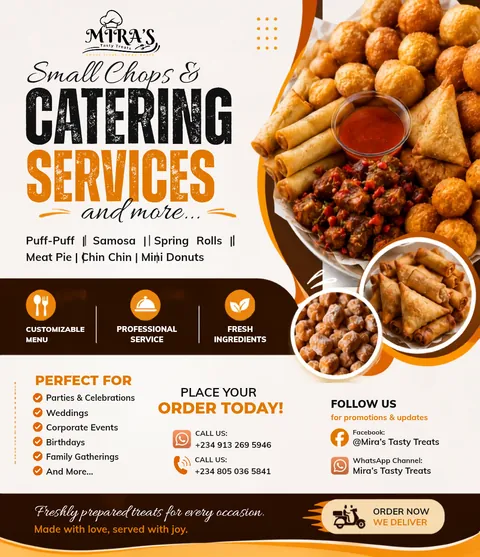 MIRA'S
Tasty Treats
Small Chops &
CATERING
SERVICES
and more...
Puff-Puff || Samosa || Spring Rolls ||
Meat Pie | Chin Chin | Mini Donuts
CUSTOMIZABLE
MENU
PROFESSIONAL
SERVICE
FRESH
INGREDIENTS
PERFECT FOR
Parties & Celebrations
Weddings
Corporate Events
Birthdays
Family Gatherings
And More...
PLACE YOUR
ORDER TODAY!
CALL US:
+234 913 269 5946
CALL US:
+234 805 036 5841
FOLLOW US
for promotions & updates
Facebook:
@Mira's Tasty Treats
WhatsApp Channel:
Mira's Tasty Treats
Freshly prepared treats for every occasion.
Made with love, served with joy.
ORDER NOW
WE DELIVER